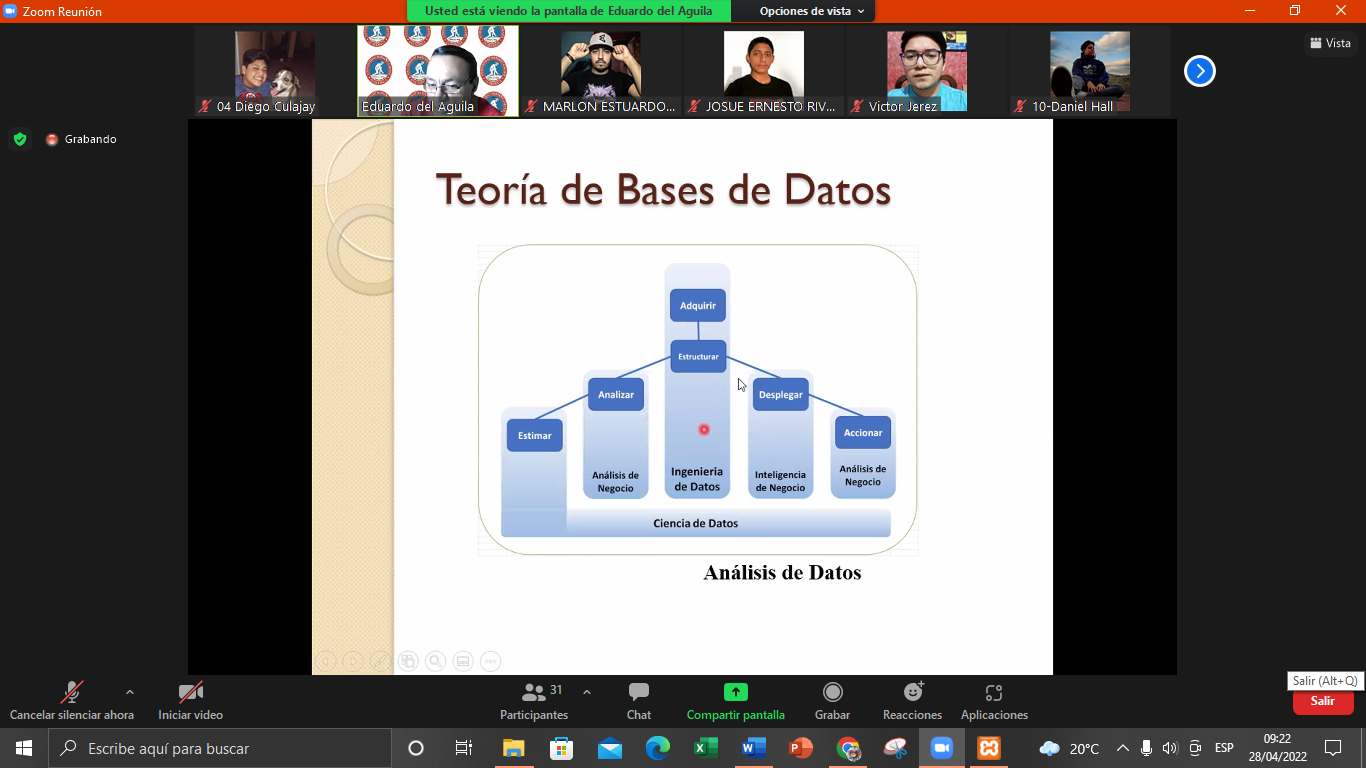 Zoom Reunión
Usted está viendo la pantalla de Eduardo del Aguila
Opciones de vista
04 Diego Culajay
Eduardo del Aguila
MARLON ESTUARDO...
JOSUE ERNESTO RIV...
Victor Jerez
10-Daniel Hall
Vista
Grabando
Teoría de Bases de Datos
Adquirir
Estructurar
Analizar
Desplegar
Estimar
Accionar
Análisis de
Negocio
Ingenieria
de Datos
Inteligencia
de Negocio
Análisis de
Negocio
Ciencia de Datos
Análisis de Datos
Salir (Alt+Q)
Cancelar silenciar ahora
Iniciar video
31
Participantes
Chat
Compartir pantalla
Grabar
Reacciones
Aplicaciones
Salir
Escribe aquí para buscar
20°C
ESP
09:22
28/04/2022